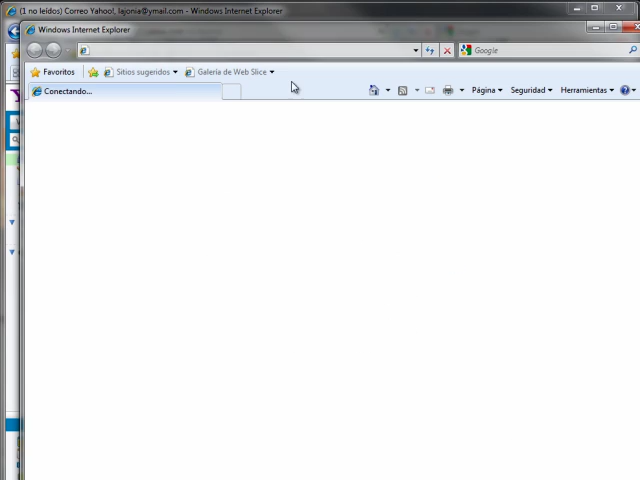 (1 no leídos) Correo Yahoo!, lajonia@ymail.com - Windows Internet Explorer
Windows Internet Explorer
Google
Favoritos Sitios sugeridos Galería de Web Slice
Conectando... Página Seguridad Herramientas